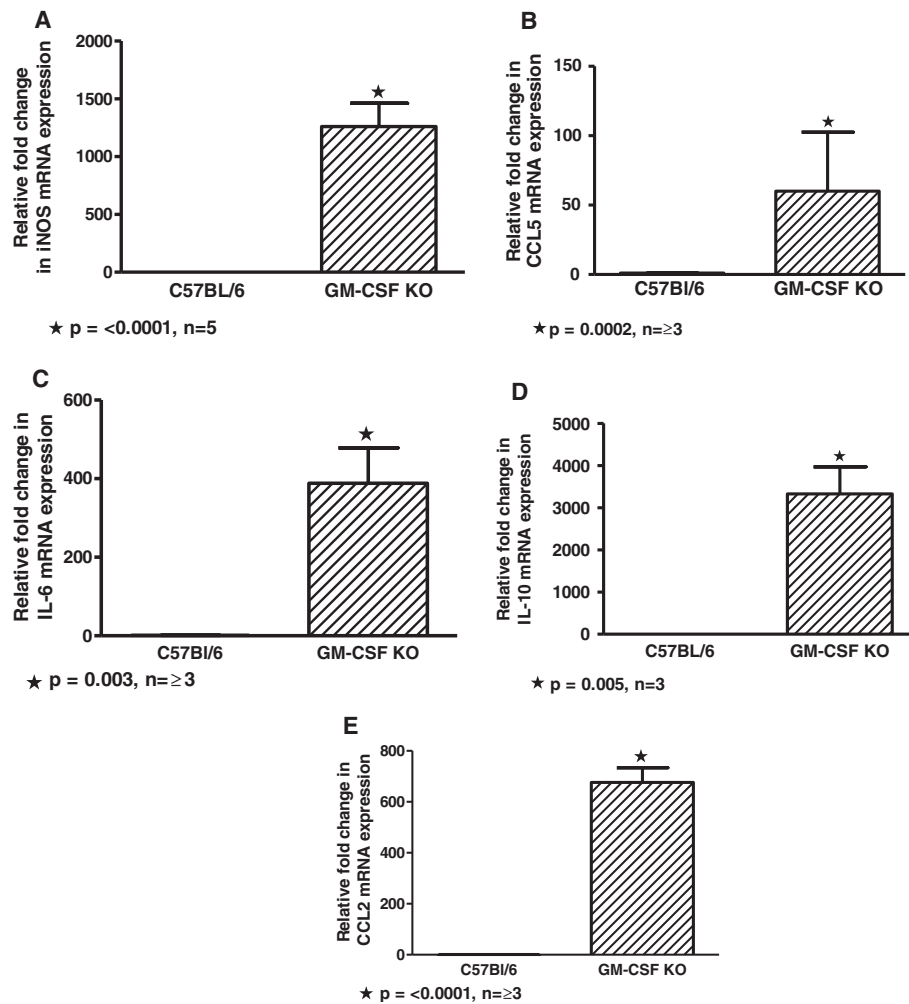 A
Relative fold change
in iNOS mRNA expression
2000
1500
1000
500
0
★
C57BL/6
GM-CSF KO
★ p = <0.0001, n=5
B
Relative fold change in
CCL5 mRNA expression
150
100
50
0
★
C57Bl/6
GM-CSF KO
★ p = 0.0002, n=≥3
C
Relative fold change in
IL-6 mRNA expression
600
400
200
0
★
C57Bl/6
GM-CSF KO
★ p = 0.003, n=≥3
D
Relative fold change in
IL-10 mRNA expression
5000
4000
3000
2000
1000
0
★
C57BL/6
GM-CSF KO
★ p = 0.005, n=3
E
Relative fold change in
CCL2 mRNA expression
800
600
400
200
0
★
C57Bl/6
GM-CSF KO
★ p = <0.0001, n=≥3